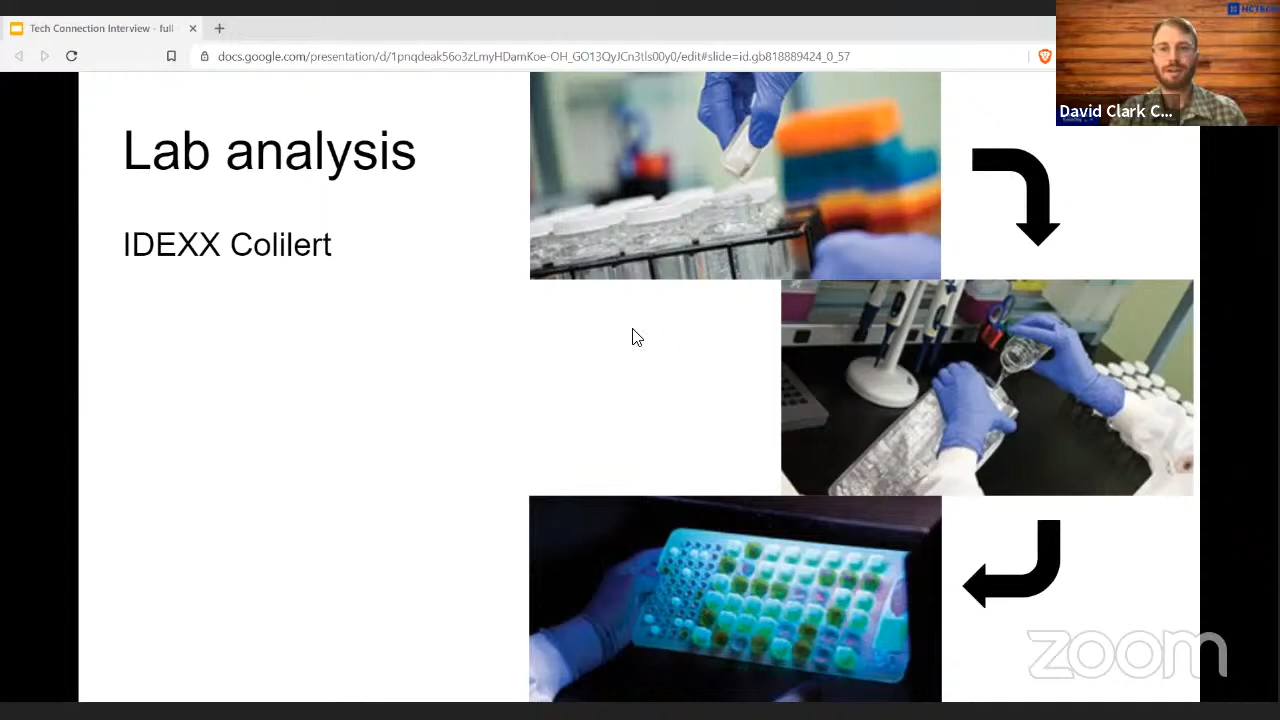 Tech Connection Interview - full
docs.google.com/presentation/d/1pnqdeak56o3zLmyHDamKoe-OH_GO13QyJCn3tls00y0/edit#slide=id.gb818889424_0_57
NCTECH
David Clark C...
Lab analysis
IDEXX Colilert
zoom